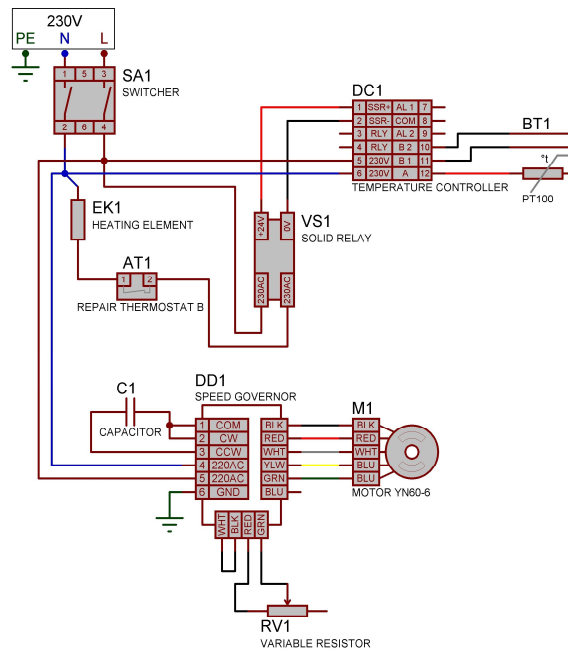 230V
PE N L
1 5 3
2 6 4
SA1
SWITCHER
DC1
1 SSR+ AL 1 7
2 SSR- COM 8
3 RLY AL 2 9
4 RLY B 2 10
5 230V B 1 11
6 230V A 12
TEMPERATURE CONTROLLER
BT1
°t
PT100
EK1
HEATING ELEMENT
AT1
1 2
REPAIR THERMOSTAT B
+24V 0V
230AC 230AC
VS1
SOLID RELAY
C1
CAPACITOR
DD1
SPEED GOVERNOR
1 COM BLK
2 CW RED
3 CCW WHT
4 220AC YLW
5 220AC GRN
6 GND BLU
WHT BLK RED GRN
M1
BLK
RED
WHT
BLU
BLU
MOTOR YN60-6
RV1
VARIABLE RESISTOR